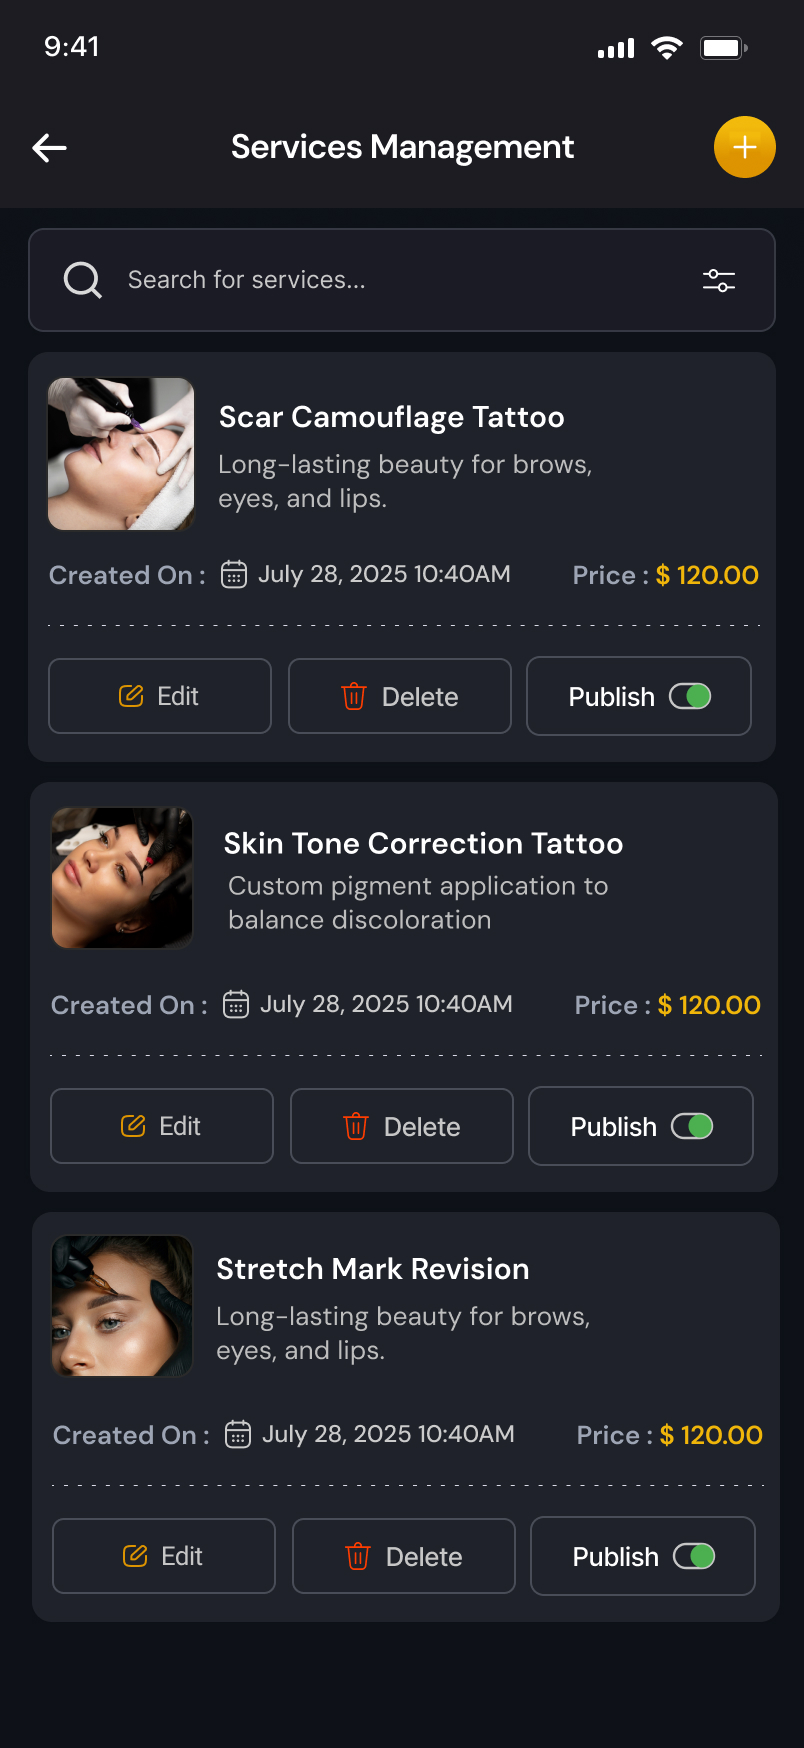 9:41
Services Management
Search for services...
Scar Camouflage Tattoo
Long-lasting beauty for brows,
eyes, and lips.
Created On : July 28, 2025 10:40AM Price : $ 120.00
Edit Delete Publish
Skin Tone Correction Tattoo
Custom pigment application to
balance discoloration
Created On : July 28, 2025 10:40AM Price : $ 120.00
Edit Delete Publish
Stretch Mark Revision
Long-lasting beauty for brows,
eyes, and lips.
Created On : July 28, 2025 10:40AM Price : $ 120.00
Edit Delete Publish